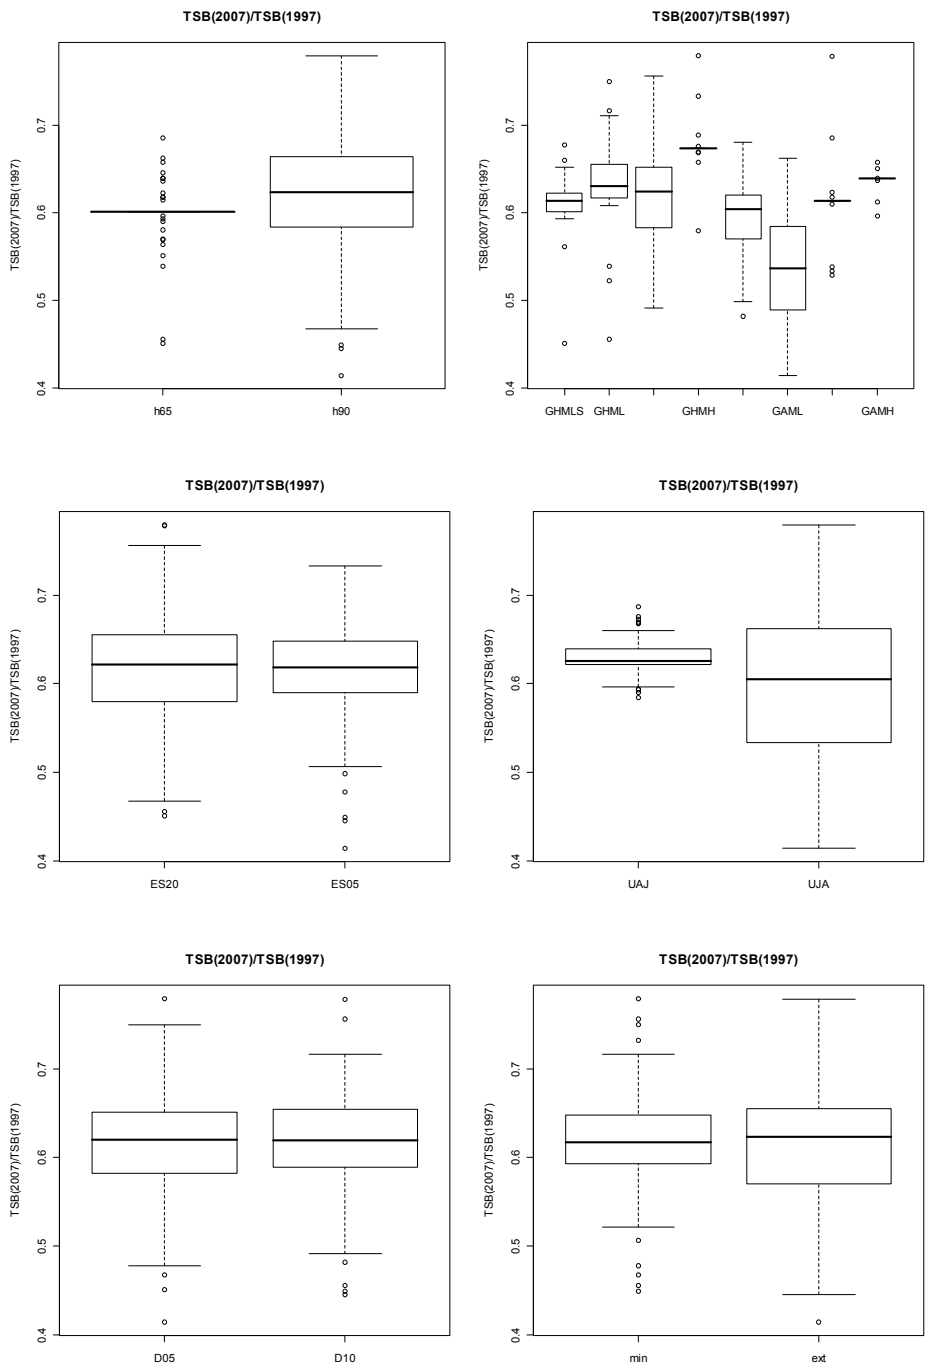 TSB(2007)/TSB(1997)
TSB(2007)/TSB(1997)
0.7
0.6
0.5
0.4
h65 h90
TSB(2007)/TSB(1997)
TSB(2007)/TSB(1997)
0.7
0.6
0.5
0.4
GHMLS GHML GHMH GAML GAMH
TSB(2007)/TSB(1997)
TSB(2007)/TSB(1997)
0.7
0.6
0.5
0.4
ES20 ES05
TSB(2007)/TSB(1997)
TSB(2007)/TSB(1997)
0.7
0.6
0.5
0.4
UAJ UJA
TSB(2007)/TSB(1997)
TSB(2007)/TSB(1997)
0.7
0.6
0.5
0.4
D05 D10
TSB(2007)/TSB(1997)
TSB(2007)/TSB(1997)
0.7
0.6
0.5
0.4
min ext